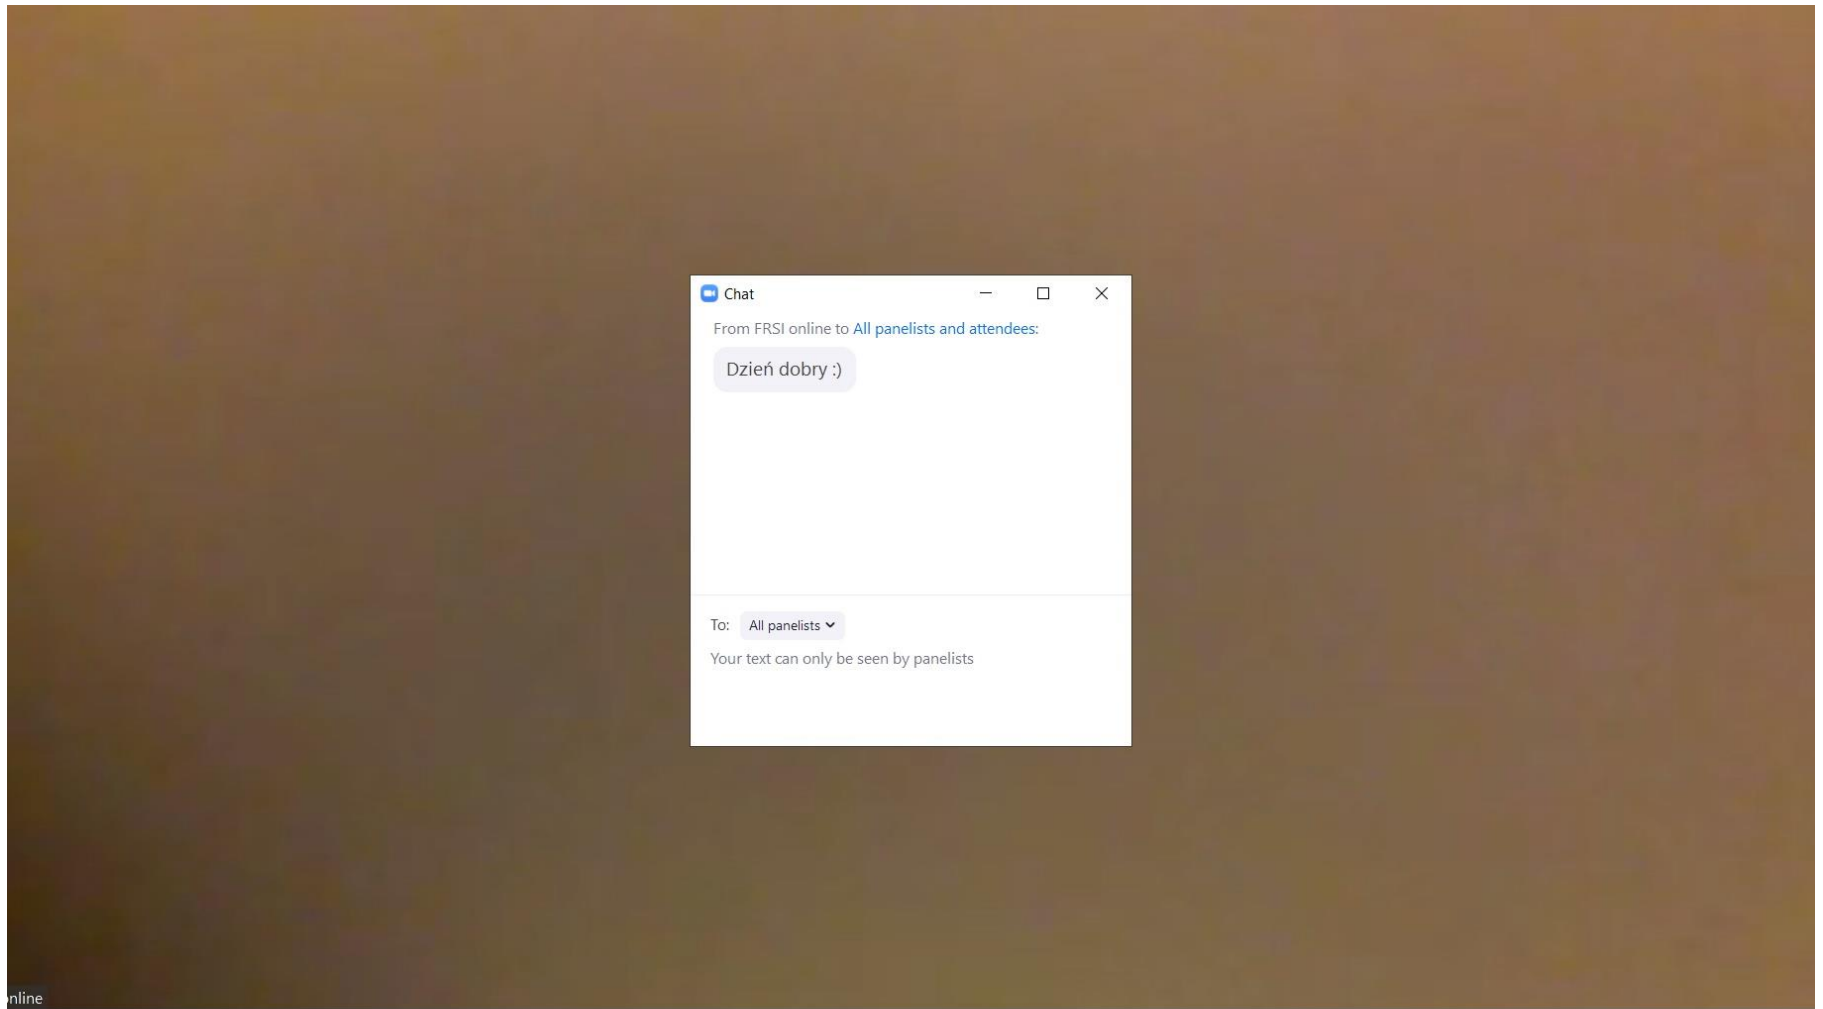 Chat
From FRSI online to All panelists and attendees:
Dzień dobry :)
To: All panelists
Your text can only be seen by panelists
online